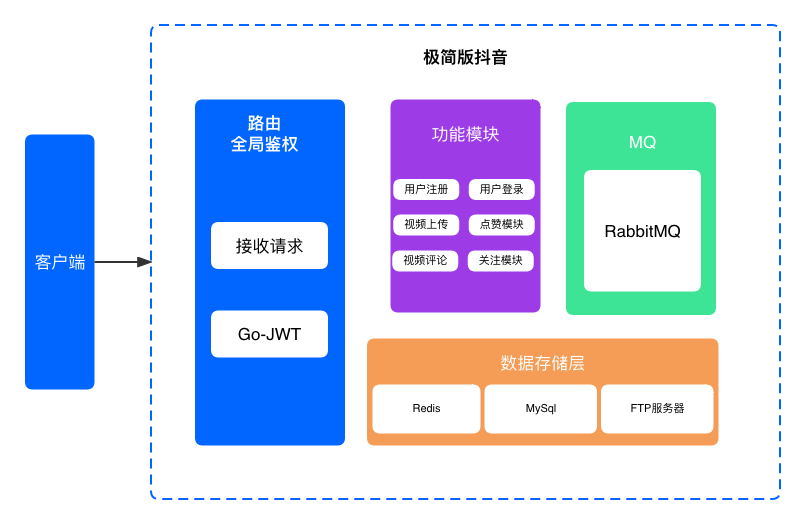 极简版抖音
客户端
路由
全局鉴权
接收请求
Go-JWT
功能模块
用户注册
用户登录
视频上传
点赞模块
视频评论
关注模块
MQ
RabbitMQ
数据存储层
Redis
MySql
FTP服务器